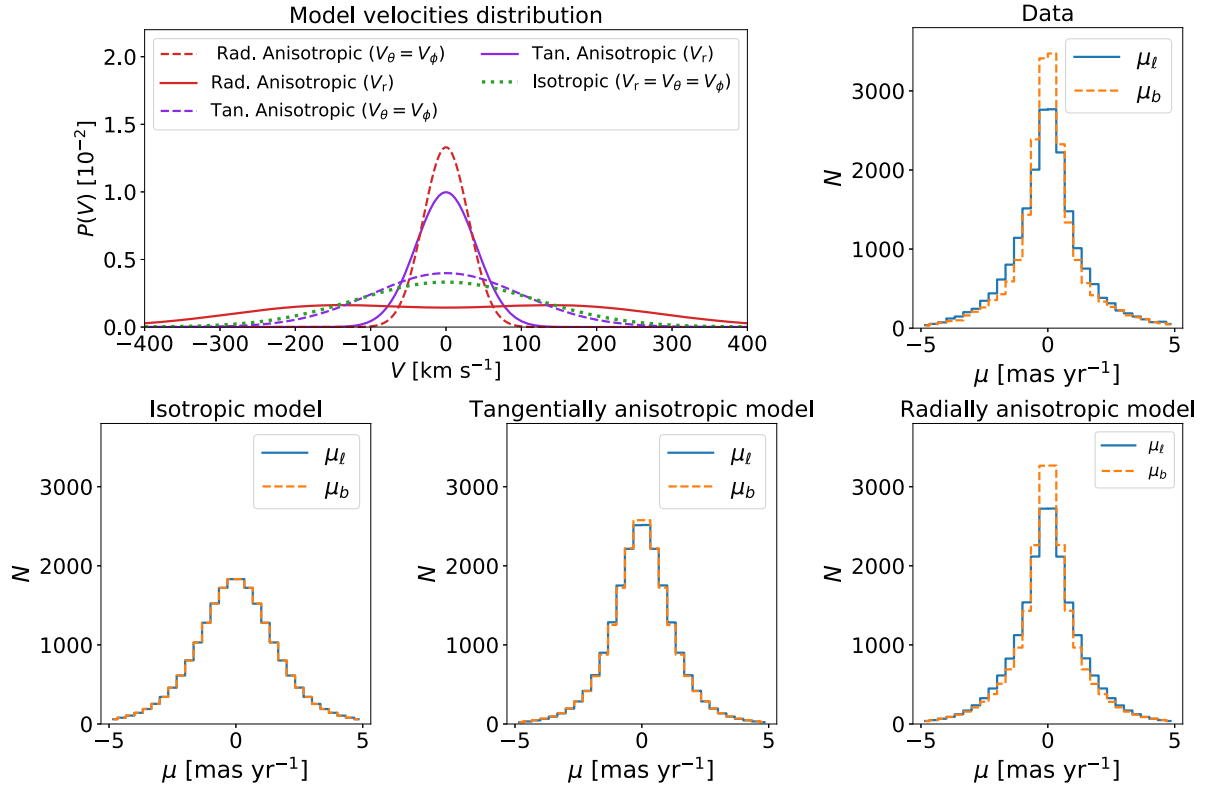 Model velocities distribution
Rad. Anisotropic (V_θ = V_ϕ)
Rad. Anisotropic (V_r)
Tan. Anisotropic (V_θ = V_ϕ)
Tan. Anisotropic (V_r)
Isotropic (V_r = V_θ = V_ϕ)
P(V) [10⁻²]
2.0
1.5
1.0
0.5
0.0
−400 −300 −200 −100 0 100 200 300 400
V [km s⁻¹]
Data
μ_ℓ
μ_b
N
3000
2000
1000
0
−5 0 5
μ [mas yr⁻¹]
Isotropic model
μ_ℓ
μ_b
N
3000
2000
1000
0
−5 0 5
μ [mas yr⁻¹]
Tangentially anisotropic model
μ_ℓ
μ_b
N
3000
2000
1000
0
−5 0 5
μ [mas yr⁻¹]
Radially anisotropic model
μ_ℓ
μ_b
N
3000
2000
1000
0
−5 0 5
μ [mas yr⁻¹]